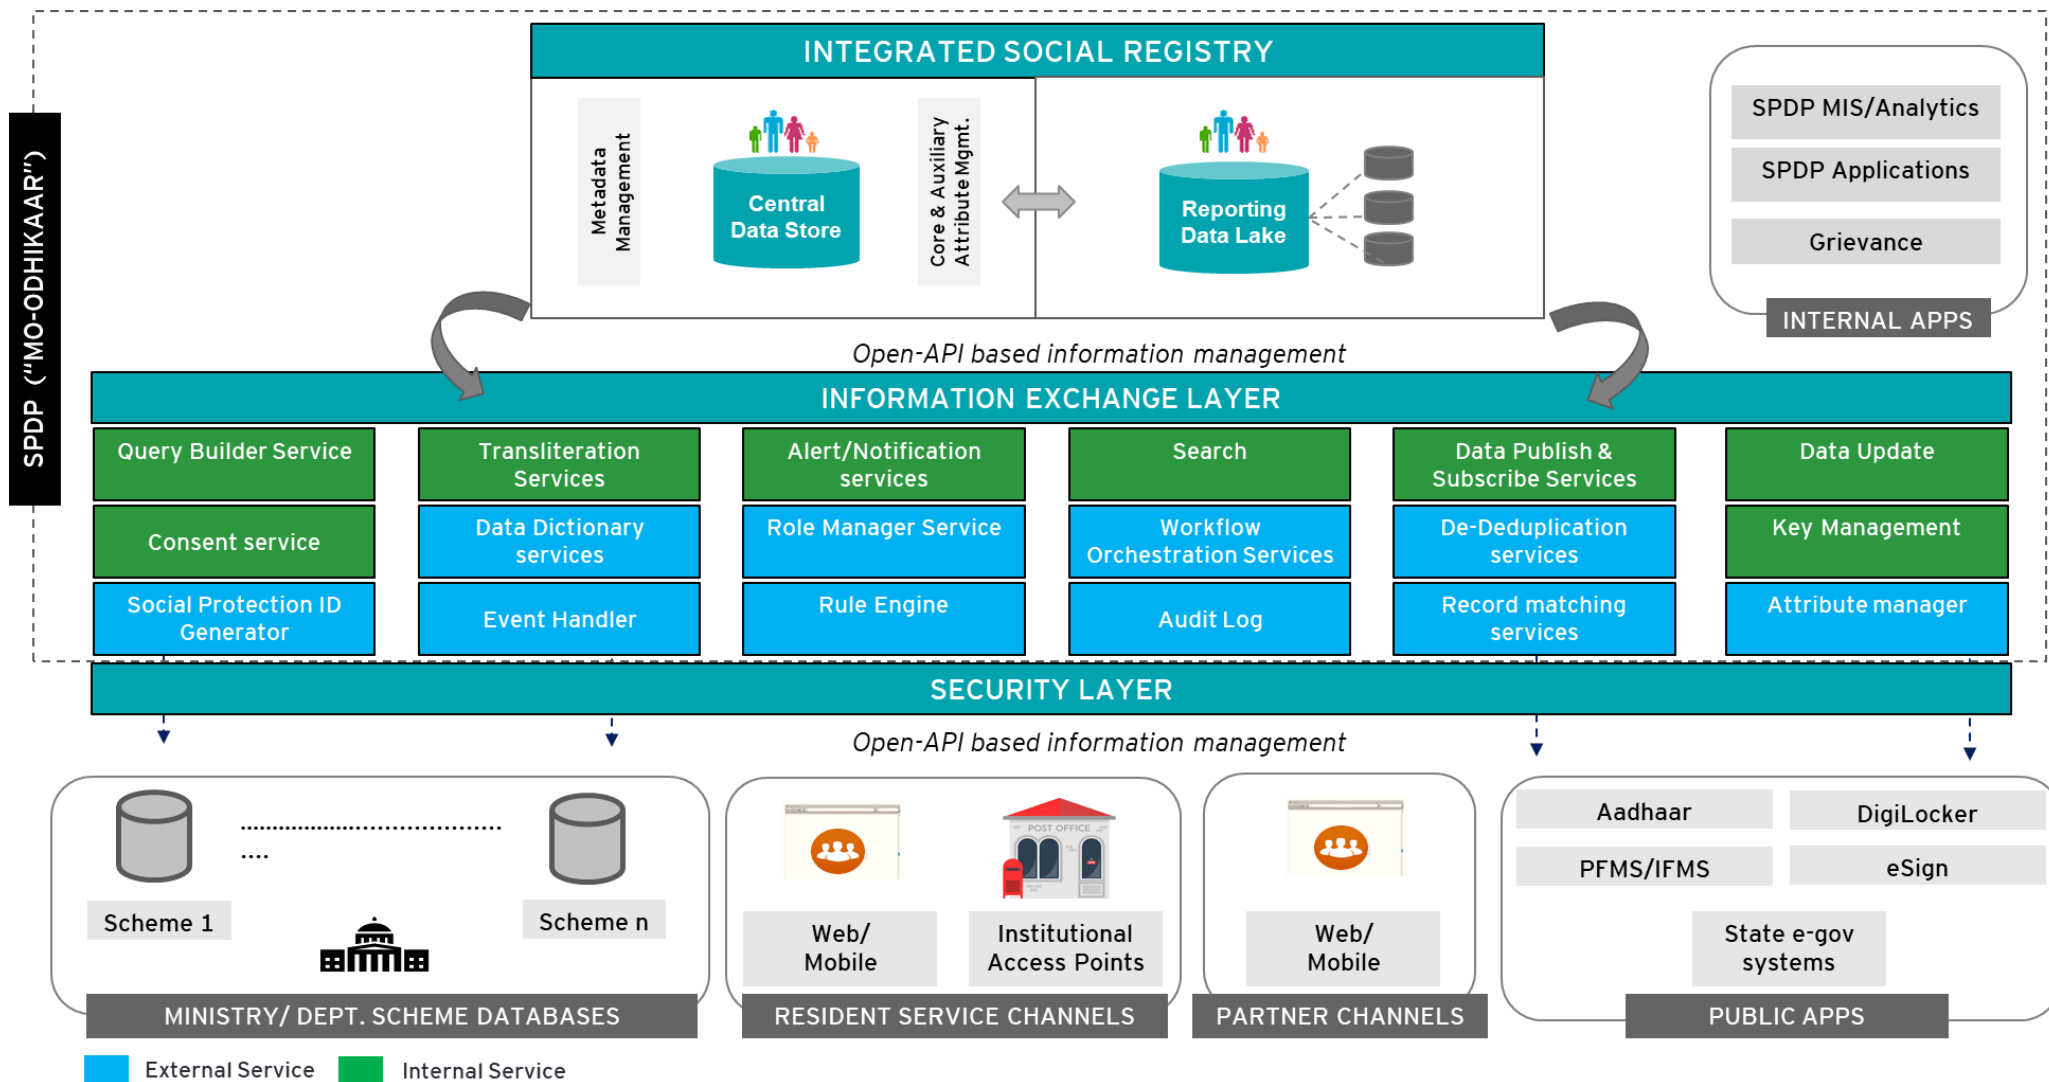 INTEGRATED SOCIAL REGISTRY
SPDP ("MO-ODHIKAAR")
Metadata
Management
Central
Data Store
Core & Auxiliary
Attribute Mgmt.
Reporting
Data Lake
SPDP MIS/Analytics
SPDP Applications
Grievance
INTERNAL APPS
Open-API based information management
INFORMATION EXCHANGE LAYER
Query Builder Service
Transliteration
Services
Alert/Notification
services
Search
Data Publish &
Subscribe Services
Data Update
Consent service
Data Dictionary
services
Role Manager Service
Workflow
Orchestration Services
De-Deduplication
services
Key Management
Social Protection ID
Generator
Event Handler
Rule Engine
Audit Log
Record matching
services
Attribute manager
SECURITY LAYER
Open-API based information management
Scheme 1
Scheme n
MINISTRY/ DEPT. SCHEME DATABASES
POST OFFICE
Web/
Mobile
Institutional
Access Points
RESIDENT SERVICE CHANNELS
Web/
Mobile
PARTNER CHANNELS
Aadhaar
DigiLocker
PFMS/IFMS
eSign
State e-gov
systems
PUBLIC APPS
External Service
Internal Service